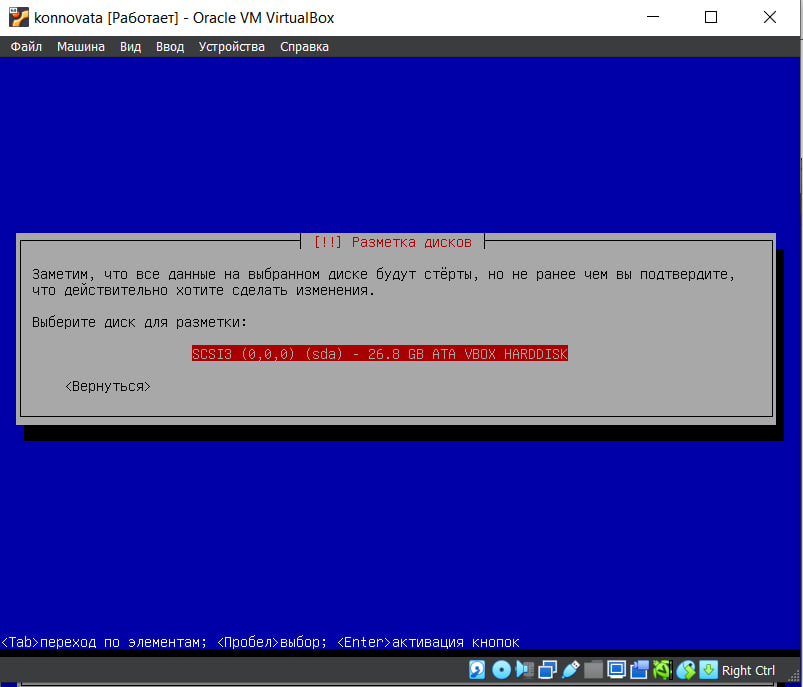 konnovata [Работает] - Oracle VM VirtualBox
Файл Машина Вид Ввод Устройства Справка
[!!] Разметка дисков
Заметим, что все данные на выбранном диске будут стёрты, но не ранее чем вы подтвердите,
что действительно хотите сделать изменения.
Выберите диск для разметки:
SCSI3 (0,0,0) (sda) - 26.8 GB ATA VBOX HARDDISK
<Вернуться>
<Tab>переход по элементам; <Пробел>выбор; <Enter>активация кнопок
Right Ctrl